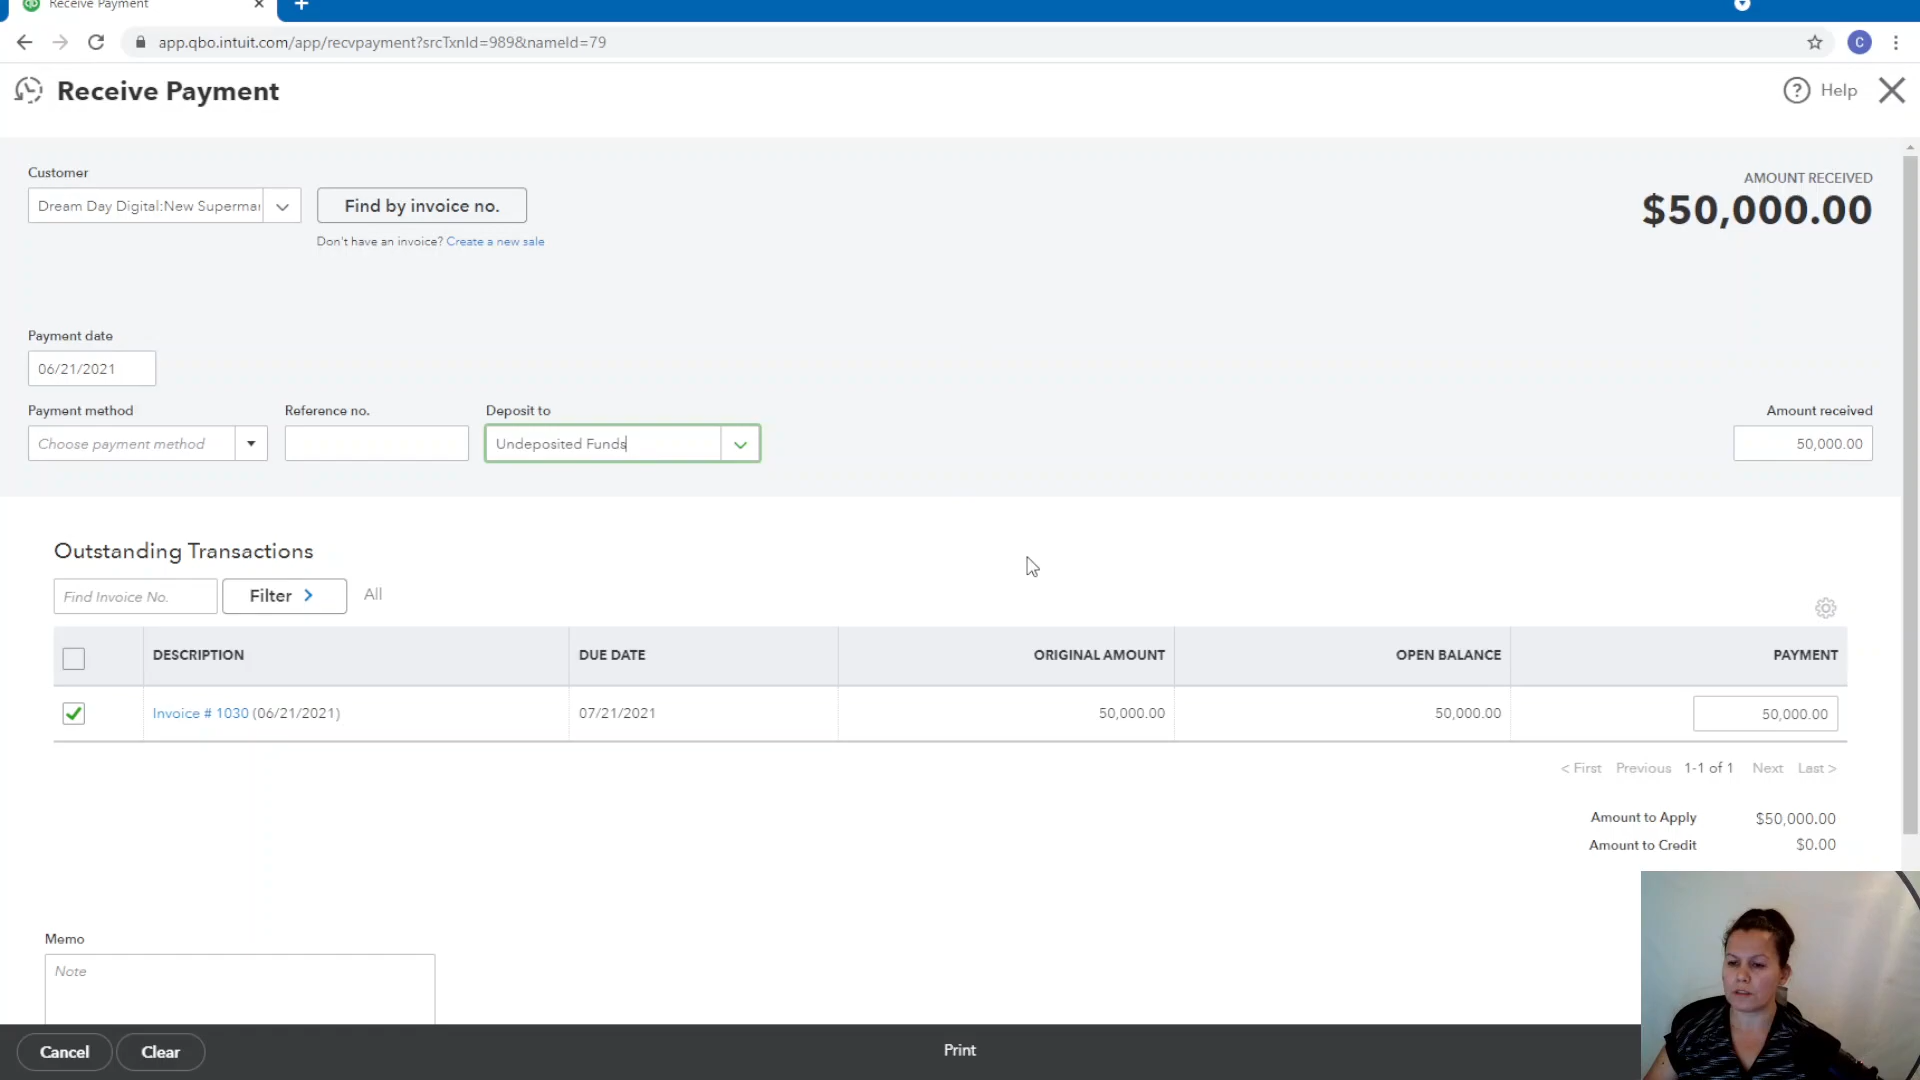 Receive Payment
app.qbo.intuit.com/app/recvpayment?srcTxnId=989&nameId=79
C
Receive Payment
? Help
Customer
Dream Day Digital:New Supermar
Find by invoice no.
Don't have an invoice? Create a new sale
AMOUNT RECEIVED
$50,000.00
Payment date
06/21/2021
Payment method
Reference no.
Deposit to
Amount received
Choose payment method
Undeposited Funds
50,000.00
Outstanding Transactions
Find Invoice No.
Filter >
All
DESCRIPTION DUE DATE ORIGINAL AMOUNT OPEN BALANCE PAYMENT
Invoice # 1030 (06/21/2021) 07/21/2021 50,000.00 50,000.00 50,000.00
< First Previous 1-1 of 1 Next Last >
Amount to Apply $50,000.00
Amount to Credit $0.00
Memo
Note
Cancel Clear Print